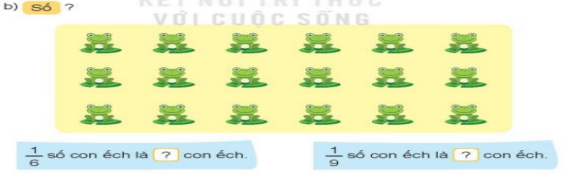 KẾT NỐI TRI THỨC
VỚI CUỘC SỐNG
b) Số ?
1/6 số con ếch là ? con ếch.
1/9 số con ếch là ? con ếch.